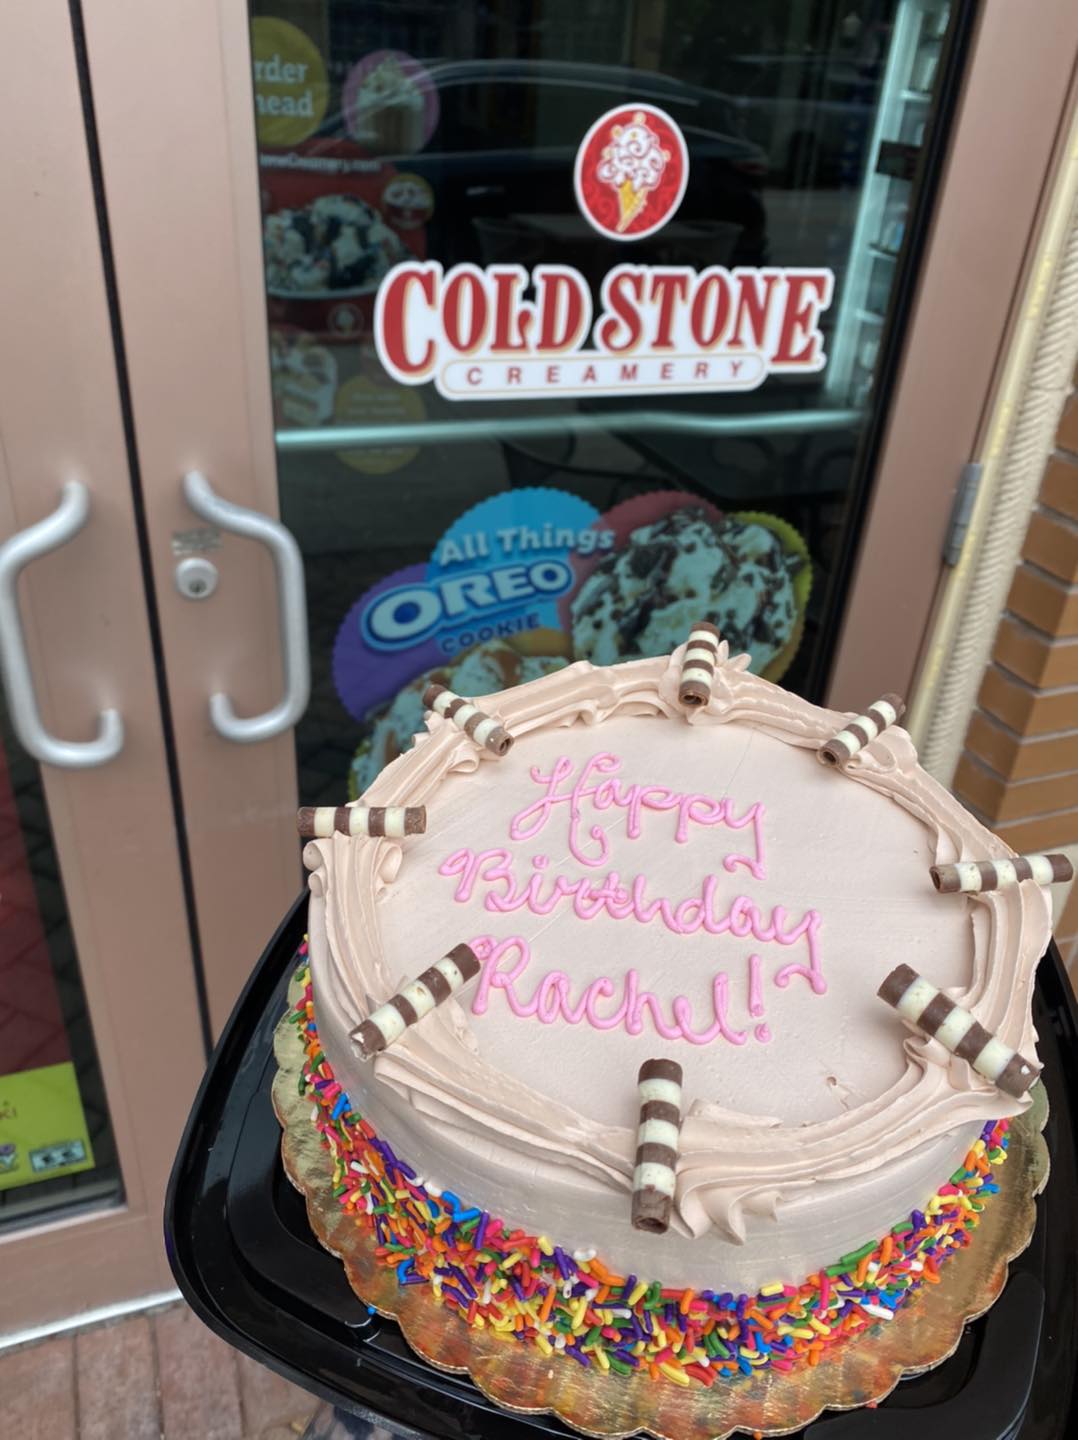 COLD STONE
CREAMERY
All Things
OREO
COOKIE
Happy
Birthday
Rachel!